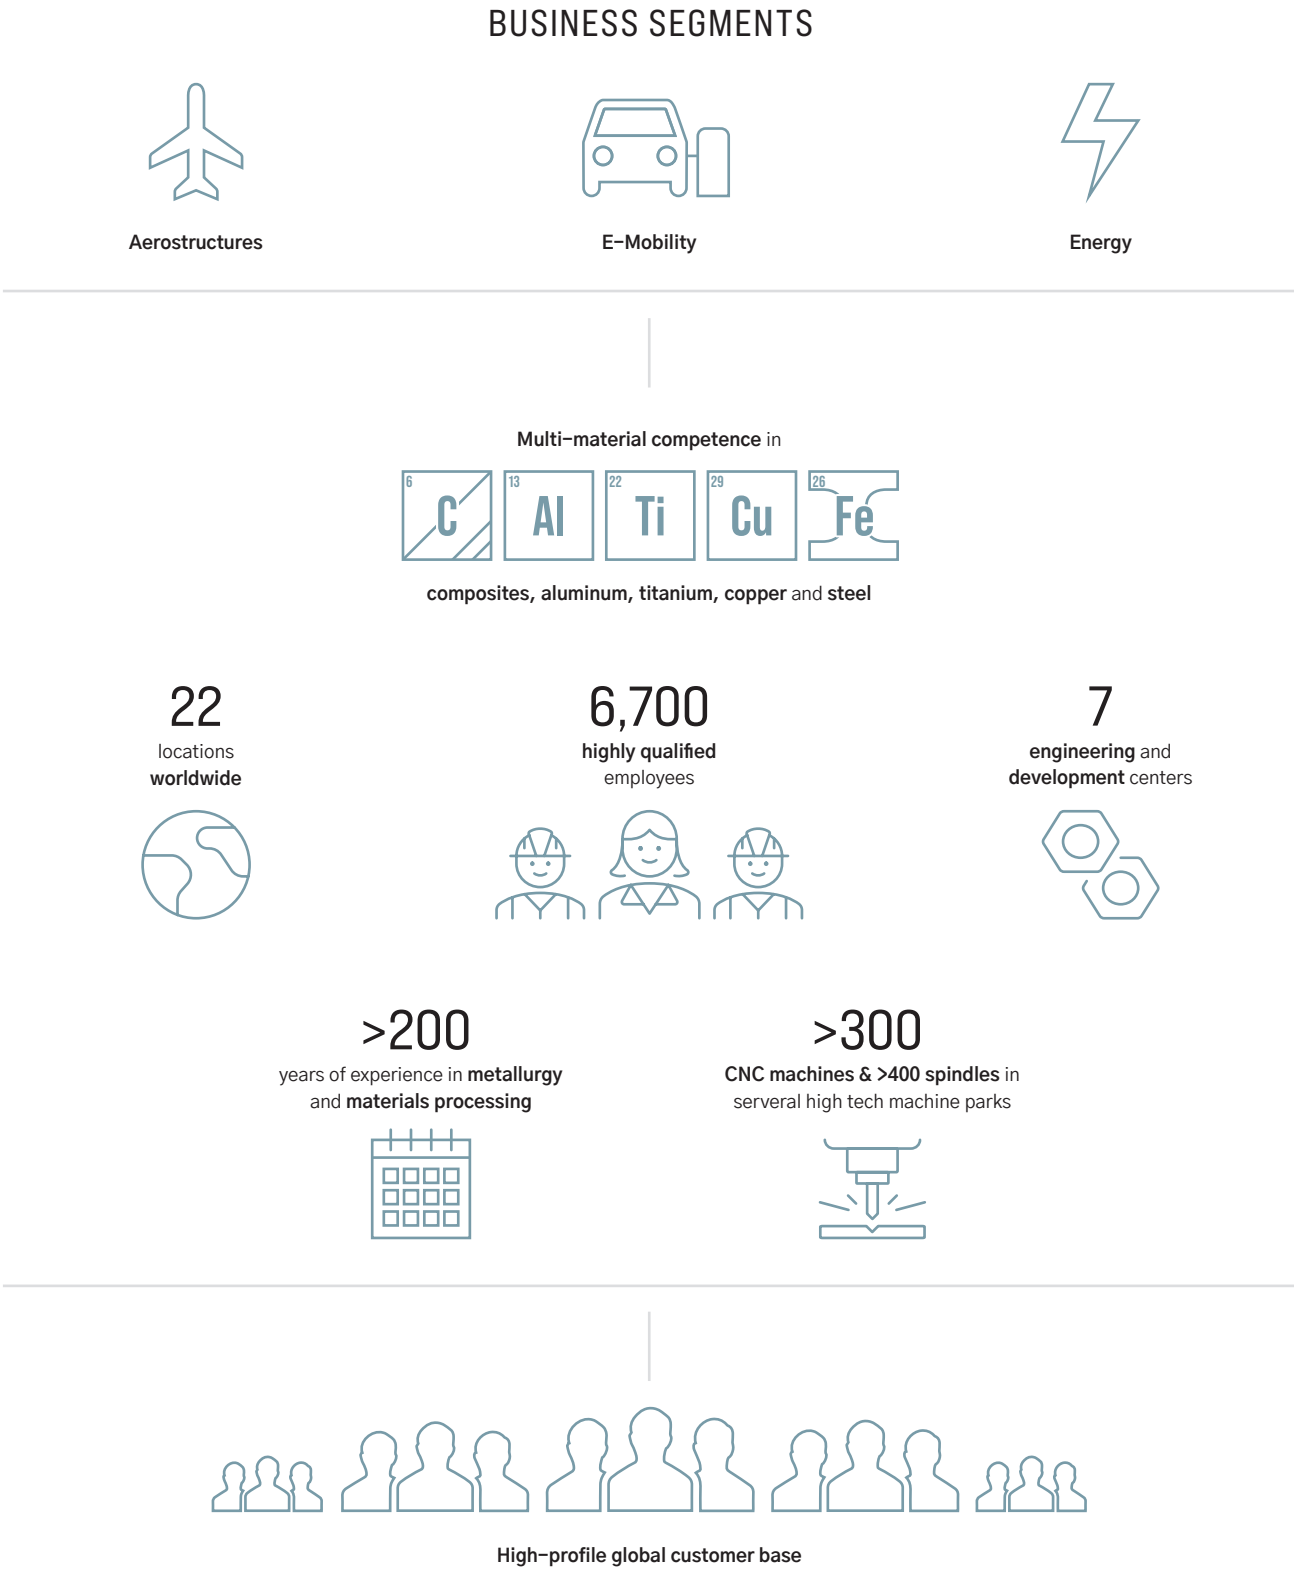 BUSINESS SEGMENTS
Aerostructures
E-Mobility
Energy
Multi-material competence in
6
C
13
Al
22
Ti
29
Cu
26
Fe
composites, aluminum, titanium, copper and steel
22
locations
worldwide
6,700
highly qualified
employees
7
engineering and
development centers
>200
years of experience in metallurgy
and materials processing
>300
CNC machines & >400 spindles in
serveral high tech machine parks
High-profile global customer base